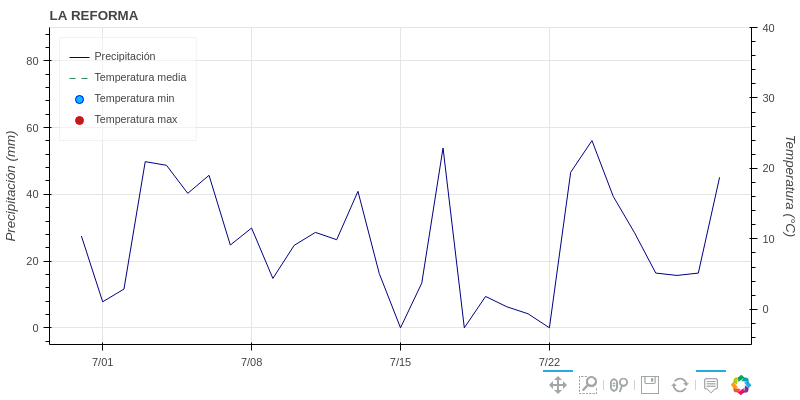 LA REFORMA
Precipitación
Temperatura media
Temperatura min
Temperatura max
Precipitación (mm)
80
60
40
20
0
Temperatura (°C)
40
30
20
10
0
7/01
7/08
7/15
7/22